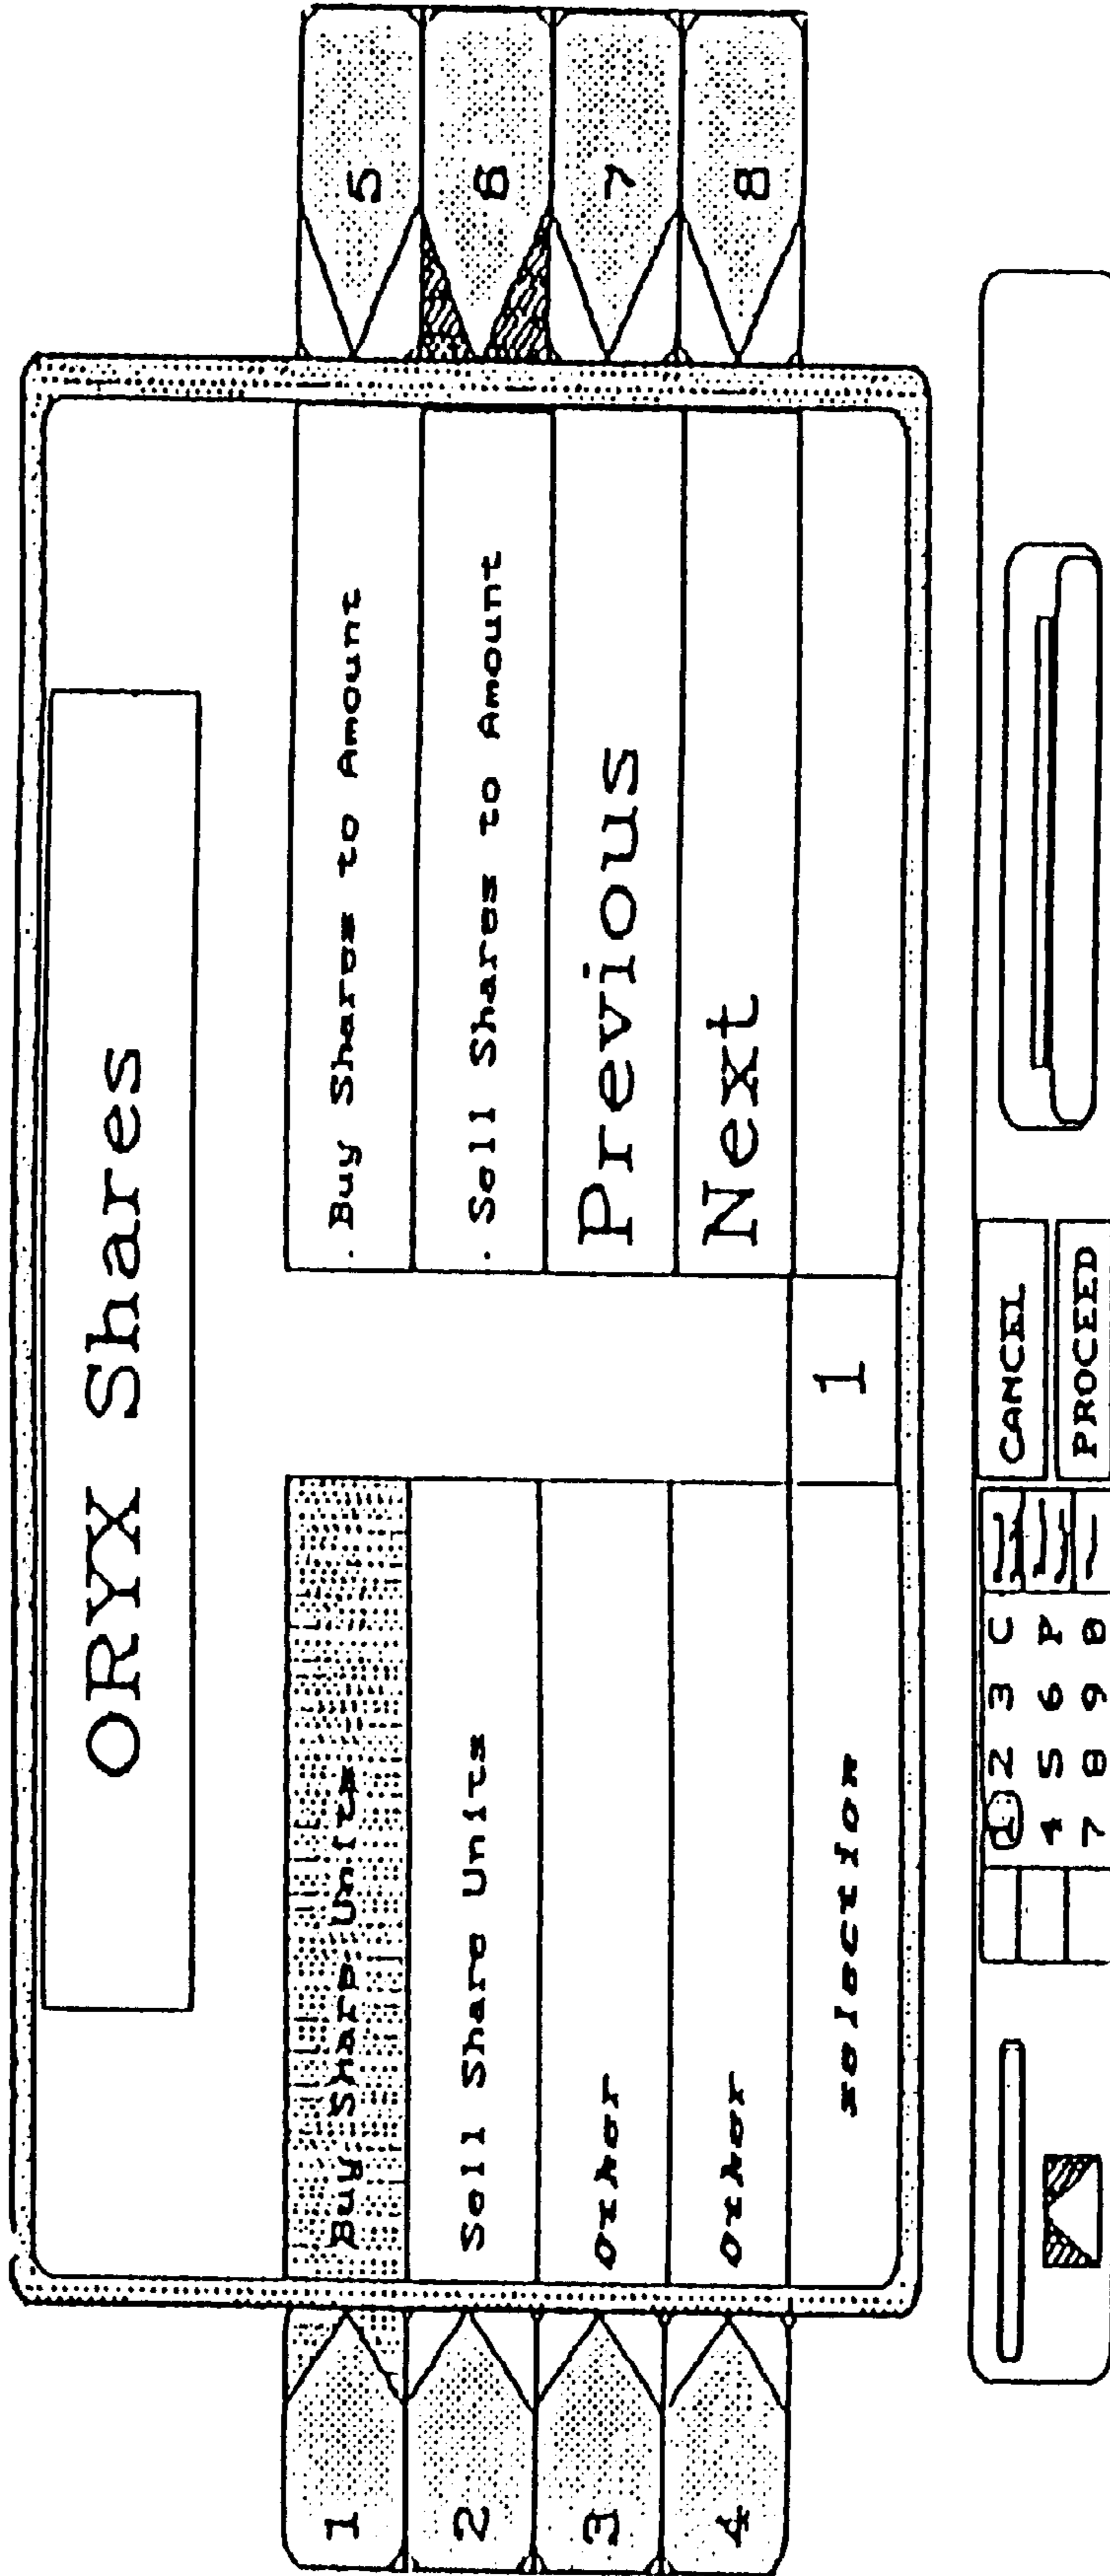 ORYX Shares
1 Buy Share Units Buy Shares to Amount 5
2 Sell Share Units Sell Shares to Amount 6
3 Other Previous 7
4 Other Next 8
selection 1
1 2 3 C CANCEL
4 5 6 P
7 8 9 0 PROCEED